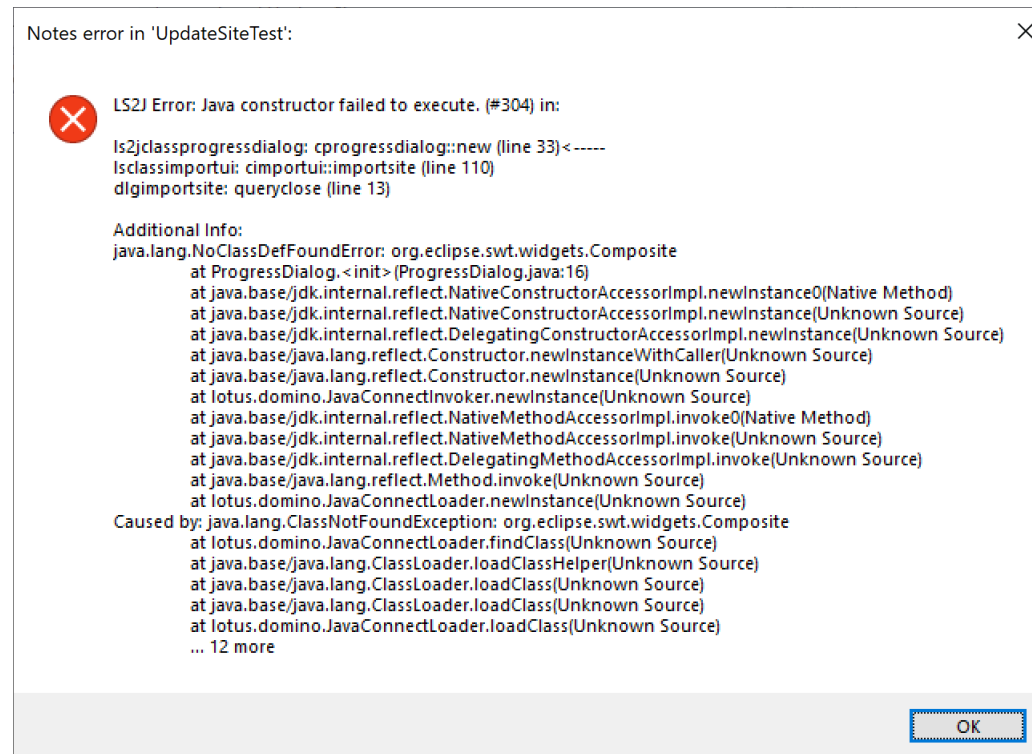 Notes error in 'UpdateSiteTest':
LS2J Error: Java constructor failed to execute. (#304) in:
ls2jclassprogressdialog: cprogressdialog::new (line 33)<-----
lsclassimportui: cimportui::importsite (line 110)
dlgimportsite: queryclose (line 13)
Additional Info:
java.lang.NoClassDefFoundError: org.eclipse.swt.widgets.Composite
at ProgressDialog.<init>(ProgressDialog.java:16)
at java.base/jdk.internal.reflect.NativeConstructorAccessorImpl.newInstance0(Native Method)
at java.base/jdk.internal.reflect.NativeConstructorAccessorImpl.newInstance(Unknown Source)
at java.base/jdk.internal.reflect.DelegatingConstructorAccessorImpl.newInstance(Unknown Source)
at java.base/java.lang.reflect.Constructor.newInstanceWithCaller(Unknown Source)
at java.base/java.lang.reflect.Constructor.newInstance(Unknown Source)
at lotus.domino.JavaConnectInvoker.newInstance(Unknown Source)
at java.base/jdk.internal.reflect.NativeMethodAccessorImpl.invoke0(Native Method)
at java.base/jdk.internal.reflect.NativeMethodAccessorImpl.invoke(Unknown Source)
at java.base/jdk.internal.reflect.DelegatingMethodAccessorImpl.invoke(Unknown Source)
at java.base/java.lang.reflect.Method.invoke(Unknown Source)
at lotus.domino.JavaConnectLoader.newInstance(Unknown Source)
Caused by: java.lang.ClassNotFoundException: org.eclipse.swt.widgets.Composite
at lotus.domino.JavaConnectLoader.findClass(Unknown Source)
at java.base/java.lang.ClassLoader.loadClassHelper(Unknown Source)
at java.base/java.lang.ClassLoader.loadClass(Unknown Source)
at java.base/java.lang.ClassLoader.loadClass(Unknown Source)
at lotus.domino.JavaConnectLoader.loadClass(Unknown Source)
... 12 more
OK